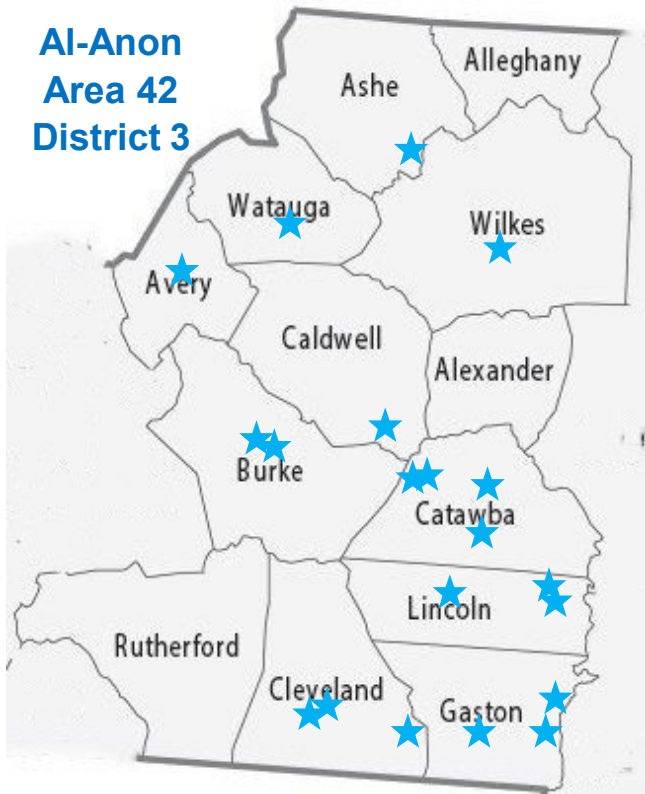 Al-Anon
Area 42
District 3
Alleghany
Ashe
Watauga
Wilkes
Avery
Caldwell
Alexander
Burke
Catawba
Lincoln
Rutherford
Cleveland
Gaston